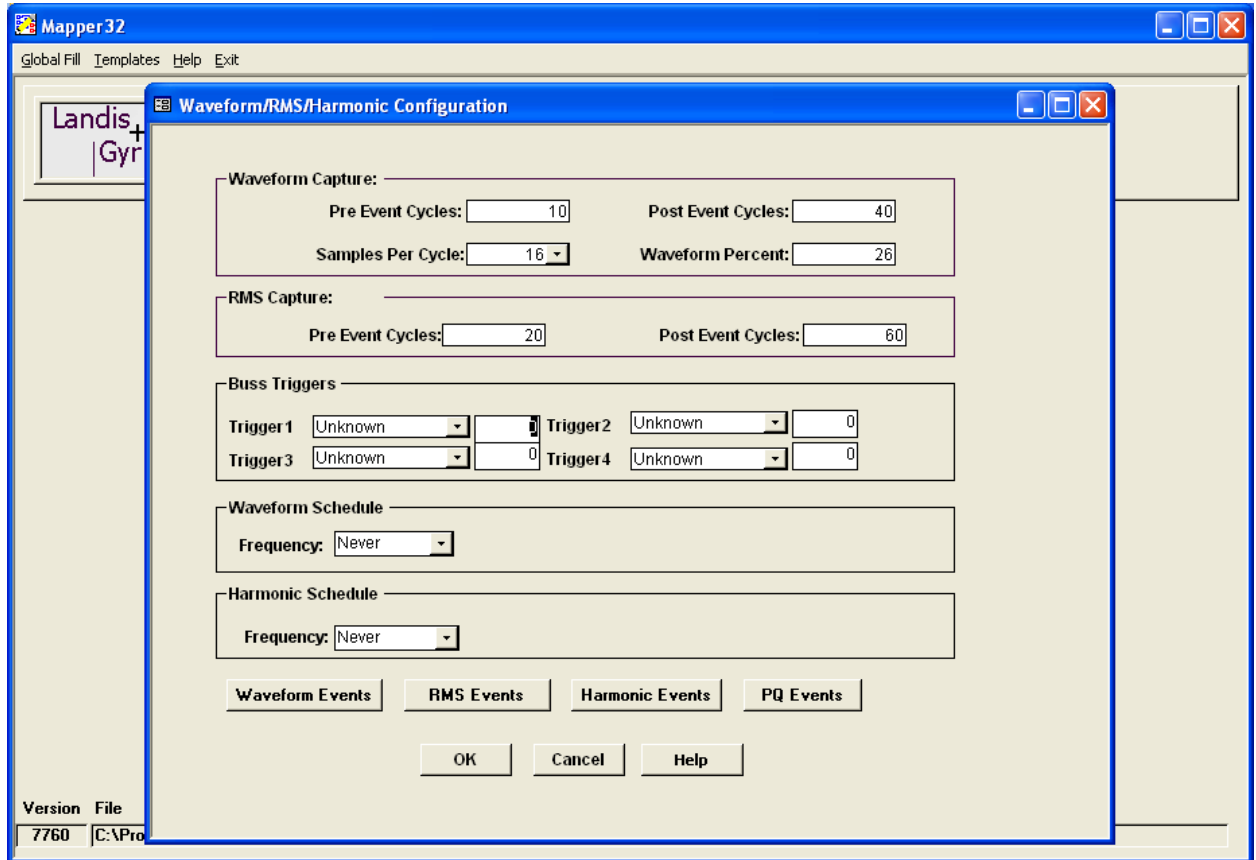 Mapper32
Global Fill Templates Help Exit
Landis+
Gyr
Waveform/RMS/Harmonic Configuration
Waveform Capture:
Pre Event Cycles: 10 Post Event Cycles: 40
Samples Per Cycle: 16 Waveform Percent: 26
RMS Capture:
Pre Event Cycles: 20 Post Event Cycles: 60
Buss Triggers
Trigger1 Unknown 0 Trigger2 Unknown 0
Trigger3 Unknown 0 Trigger4 Unknown 0
Waveform Schedule
Frequency: Never
Harmonic Schedule
Frequency: Never
Waveform Events RMS Events Harmonic Events PQ Events
OK Cancel Help
Version File
7760 C:\Pro